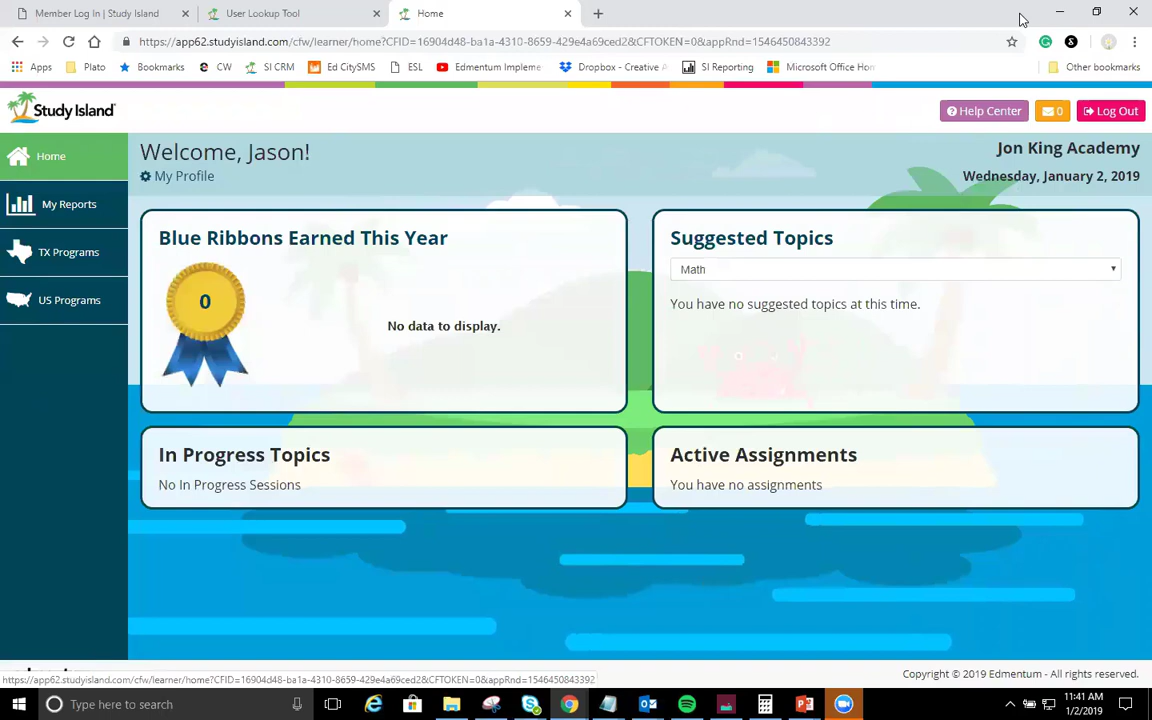 Member Log In | Study Island
User Lookup Tool
Home
https://app62.studyisland.com/cfw/learner/home?CFID=16904d48-ba1a-4310-8659-429e4a69ced2&CFTOKEN=0&appRnd=1546450843392
Apps
Plato
Bookmarks
CW
SI CRM
Ed CitySMS
ESL
Edmentum Impleme
Dropbox - Creative
SI Reporting
Microsoft Office Hom
Other bookmarks
Study Island
Help Center
0
Log Out
Home
Welcome, Jason!
Jon King Academy
My Profile
Wednesday, January 2, 2019
My Reports
TX Programs
US Programs
Blue Ribbons Earned This Year
0
No data to display.
Suggested Topics
Math
You have no suggested topics at this time.
In Progress Topics
No In Progress Sessions
Active Assignments
You have no assignments
https://app62.studyisland.com/cfw/learner/home?CFID=16904d48-ba1a-4310-8659-429e4a69ced2&CFTOKEN=0&appRnd=1546450843392
Copyright © 2019 Edmentum - All rights reserved.
Type here to search
11:41 AM
1/2/2019